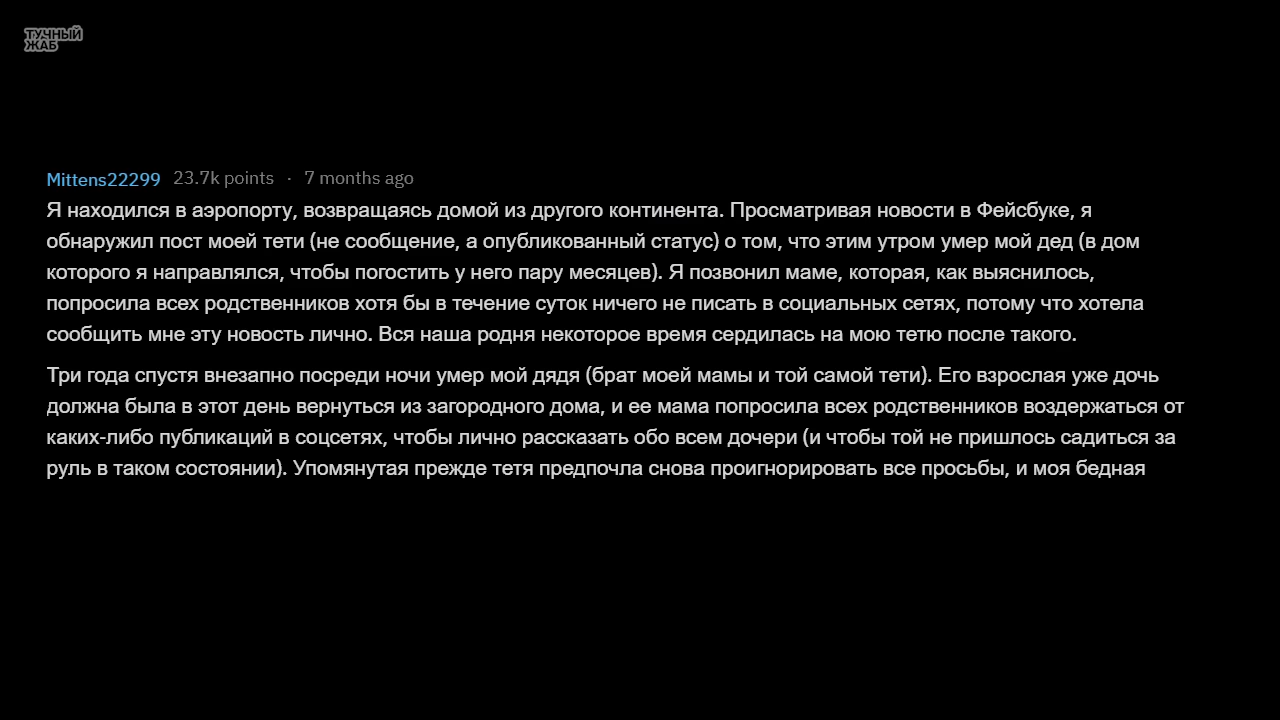 ТУЧНЫЙ
ЖАБ
Mittens22299 23.7k points · 7 months ago
Я находился в аэропорту, возвращаясь домой из другого континента. Просматривая новости в Фейсбуке, я
обнаружил пост моей тети (не сообщение, а опубликованный статус) о том, что этим утром умер мой дед (в дом
которого я направлялся, чтобы погостить у него пару месяцев). Я позвонил маме, которая, как выяснилось,
попросила всех родственников хотя бы в течение суток ничего не писать в социальных сетях, потому что хотела
сообщить мне эту новость лично. Вся наша родня некоторое время сердилась на мою тетю после такого.
Три года спустя внезапно посреди ночи умер мой дядя (брат моей мамы и той самой тети). Его взрослая уже дочь
должна была в этот день вернуться из загородного дома, и ее мама попросила всех родственников воздержаться от
каких-либо публикаций в соцсетях, чтобы лично рассказать обо всем дочери (и чтобы той не пришлось садиться за
руль в таком состоянии). Упомянутая прежде тетя предпочла снова проигнорировать все просьбы, и моя бедная